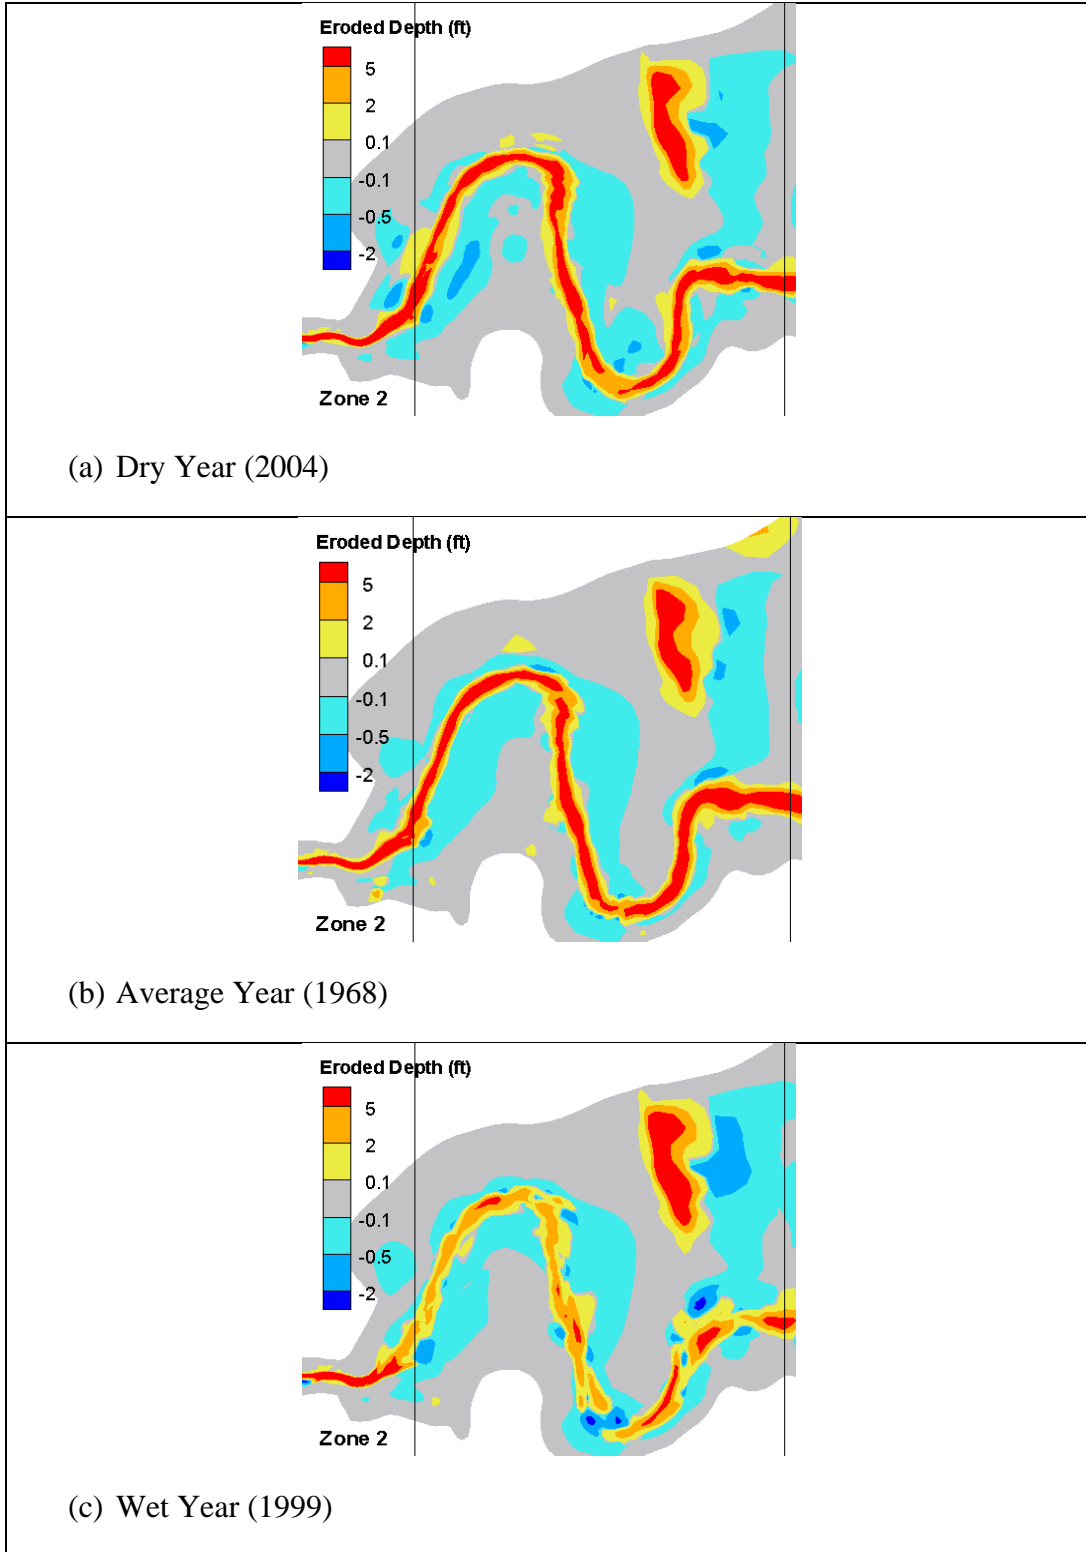 Eroded Depth (ft)
5
2
0.1
-0.1
-0.5
-2
Zone 2
(a) Dry Year (2004)
Eroded Depth (ft)
5
2
0.1
-0.1
-0.5
-2
Zone 2
(b) Average Year (1968)
Eroded Depth (ft)
5
2
0.1
-0.1
-0.5
-2
Zone 2
(c) Wet Year (1999)